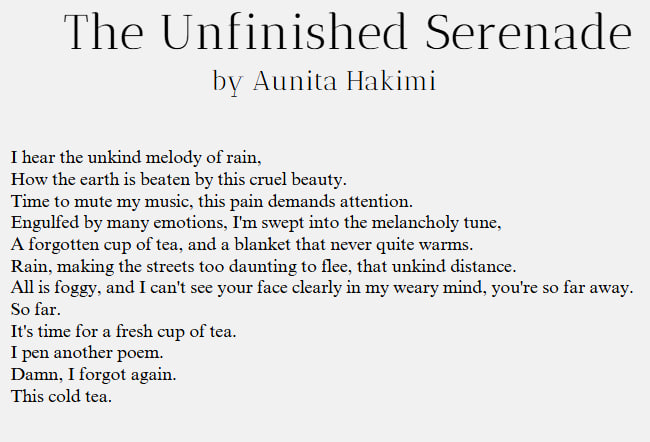 The Unfinished Serenade
by Aunita Hakimi
I hear the unkind melody of rain,
How the earth is beaten by this cruel beauty.
Time to mute my music, this pain demands attention.
Engulfed by many emotions, I'm swept into the melancholy tune,
A forgotten cup of tea, and a blanket that never quite warms.
Rain, making the streets too daunting to flee, that unkind distance.
All is foggy, and I can't see your face clearly in my weary mind, you're so far away.
So far.
It's time for a fresh cup of tea.
I pen another poem.
Damn, I forgot again.
This cold tea.